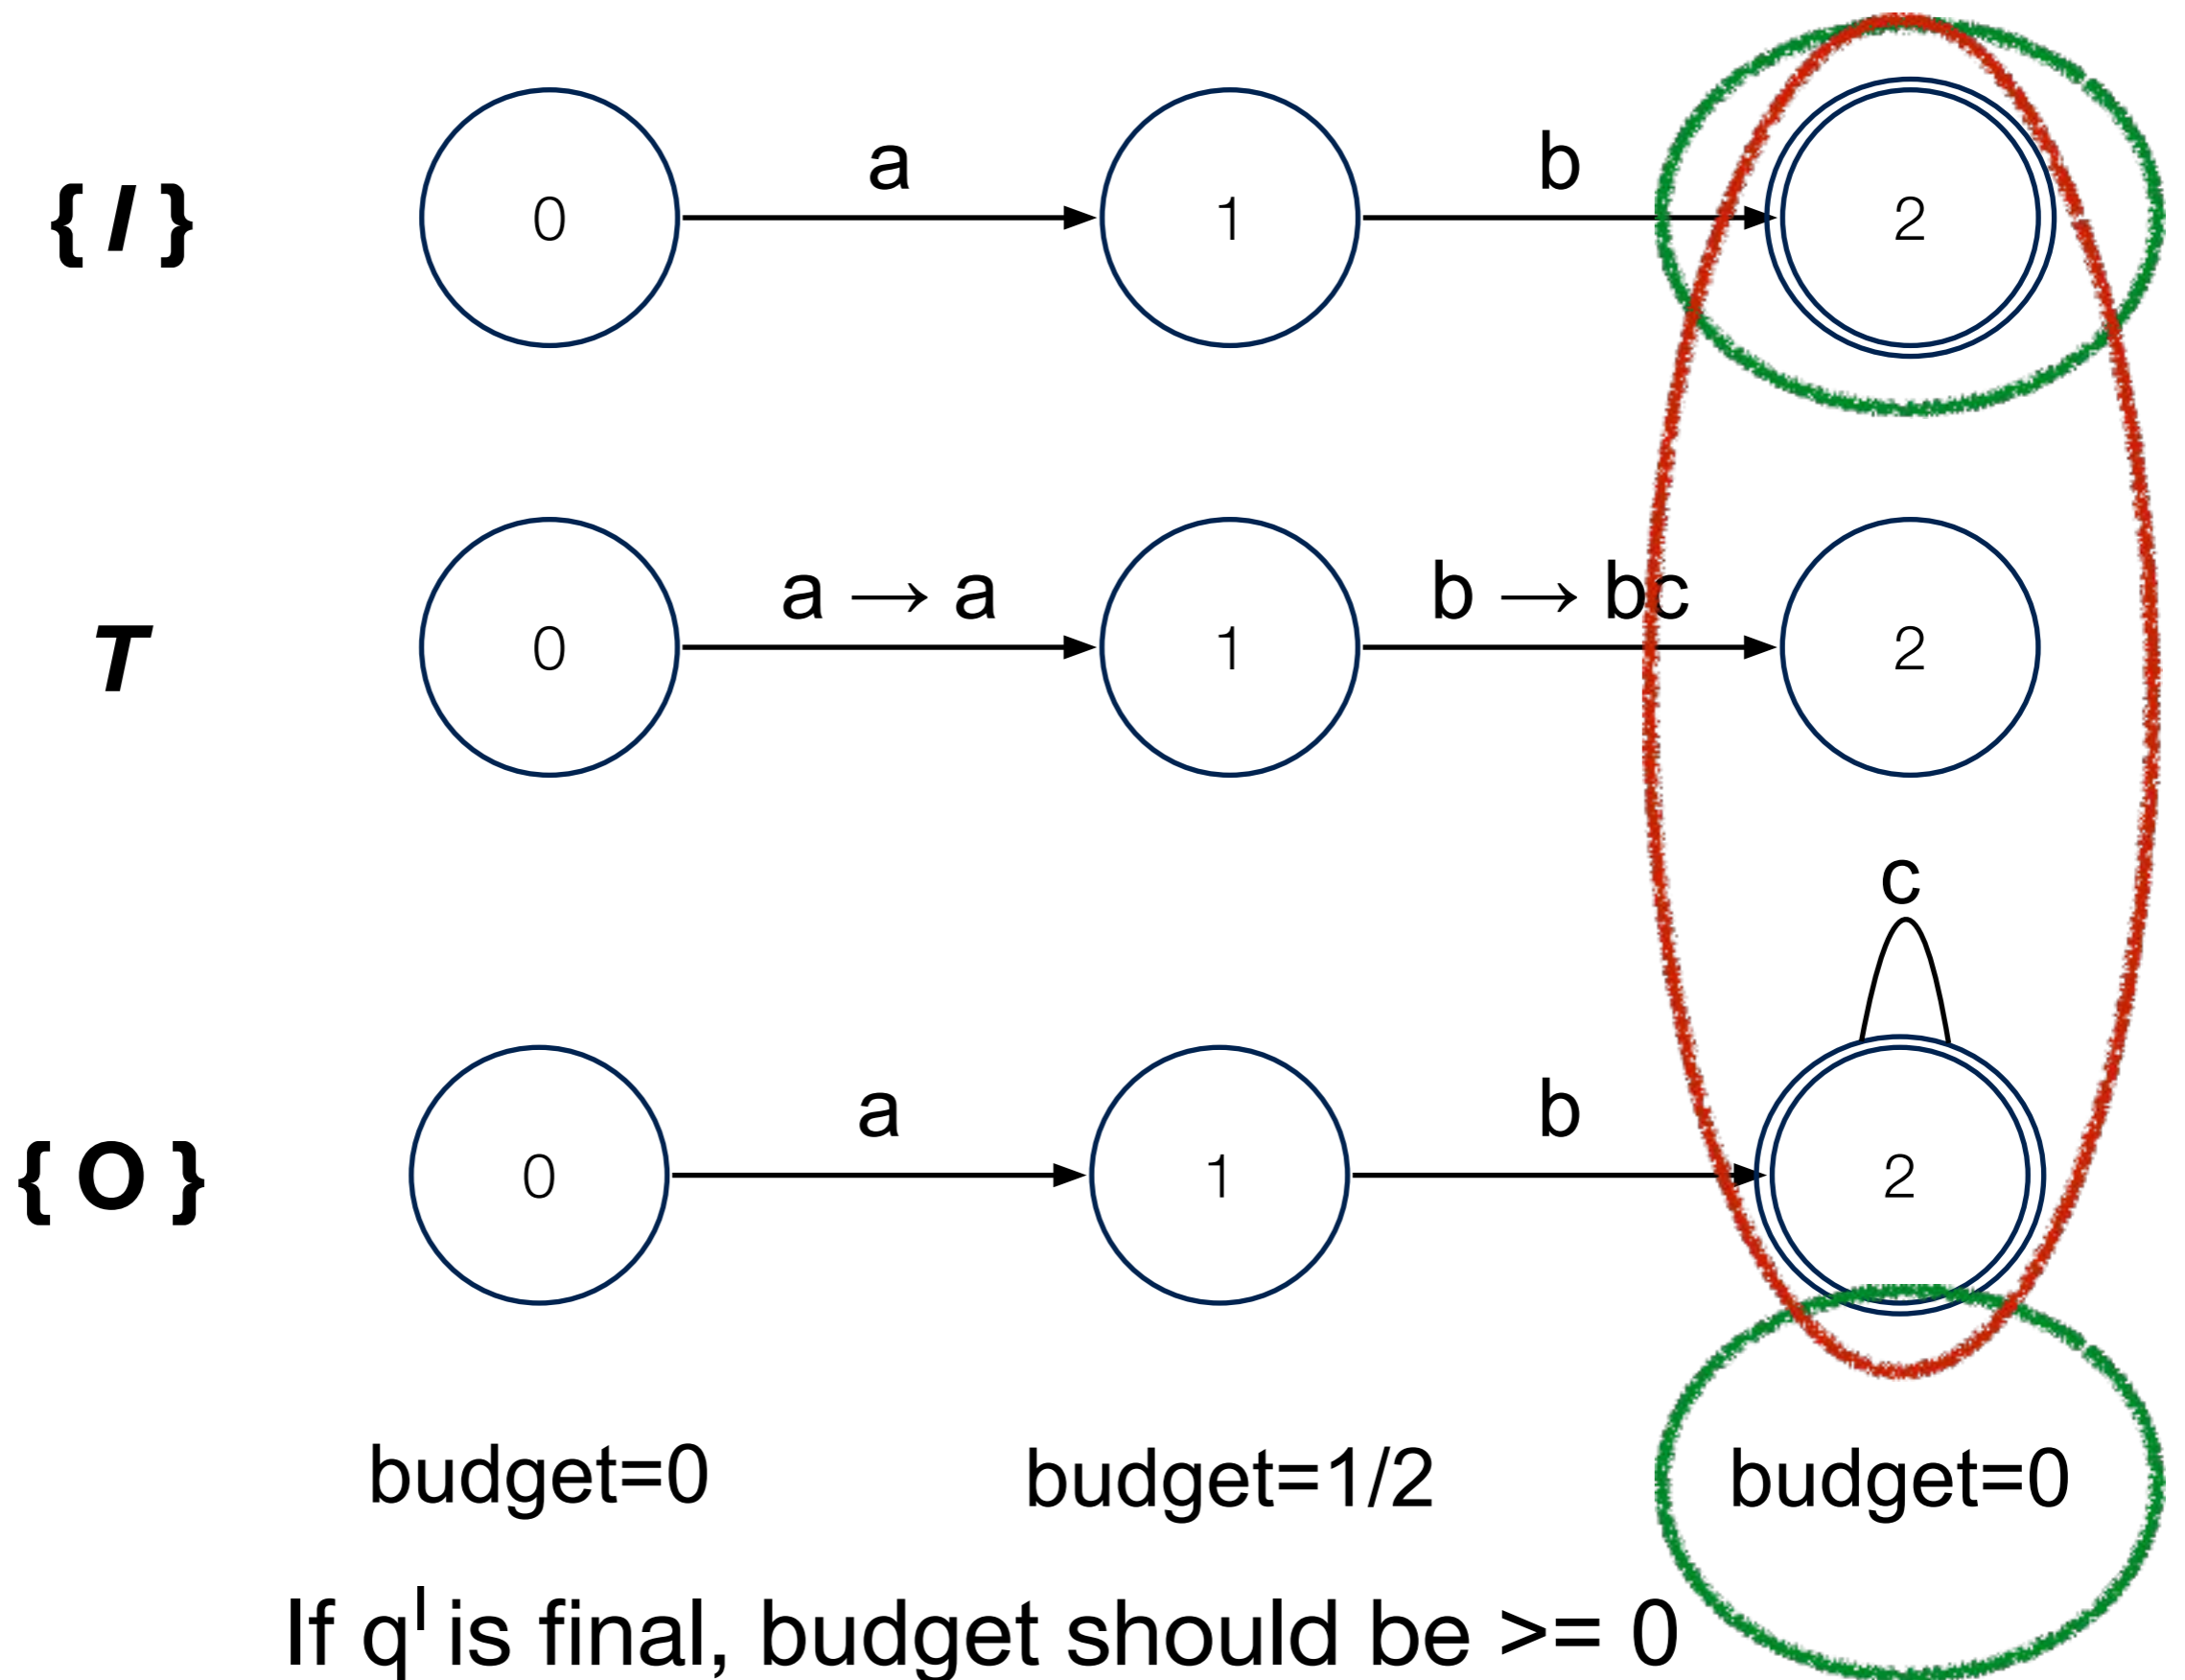 a b
{ I } 0 1 2
a → a b → bc
T 0 1 2
c
a b
{ O } 0 1 2
budget=0 budget=1/2 budget=0
If qᴵ is final, budget should be >= 0